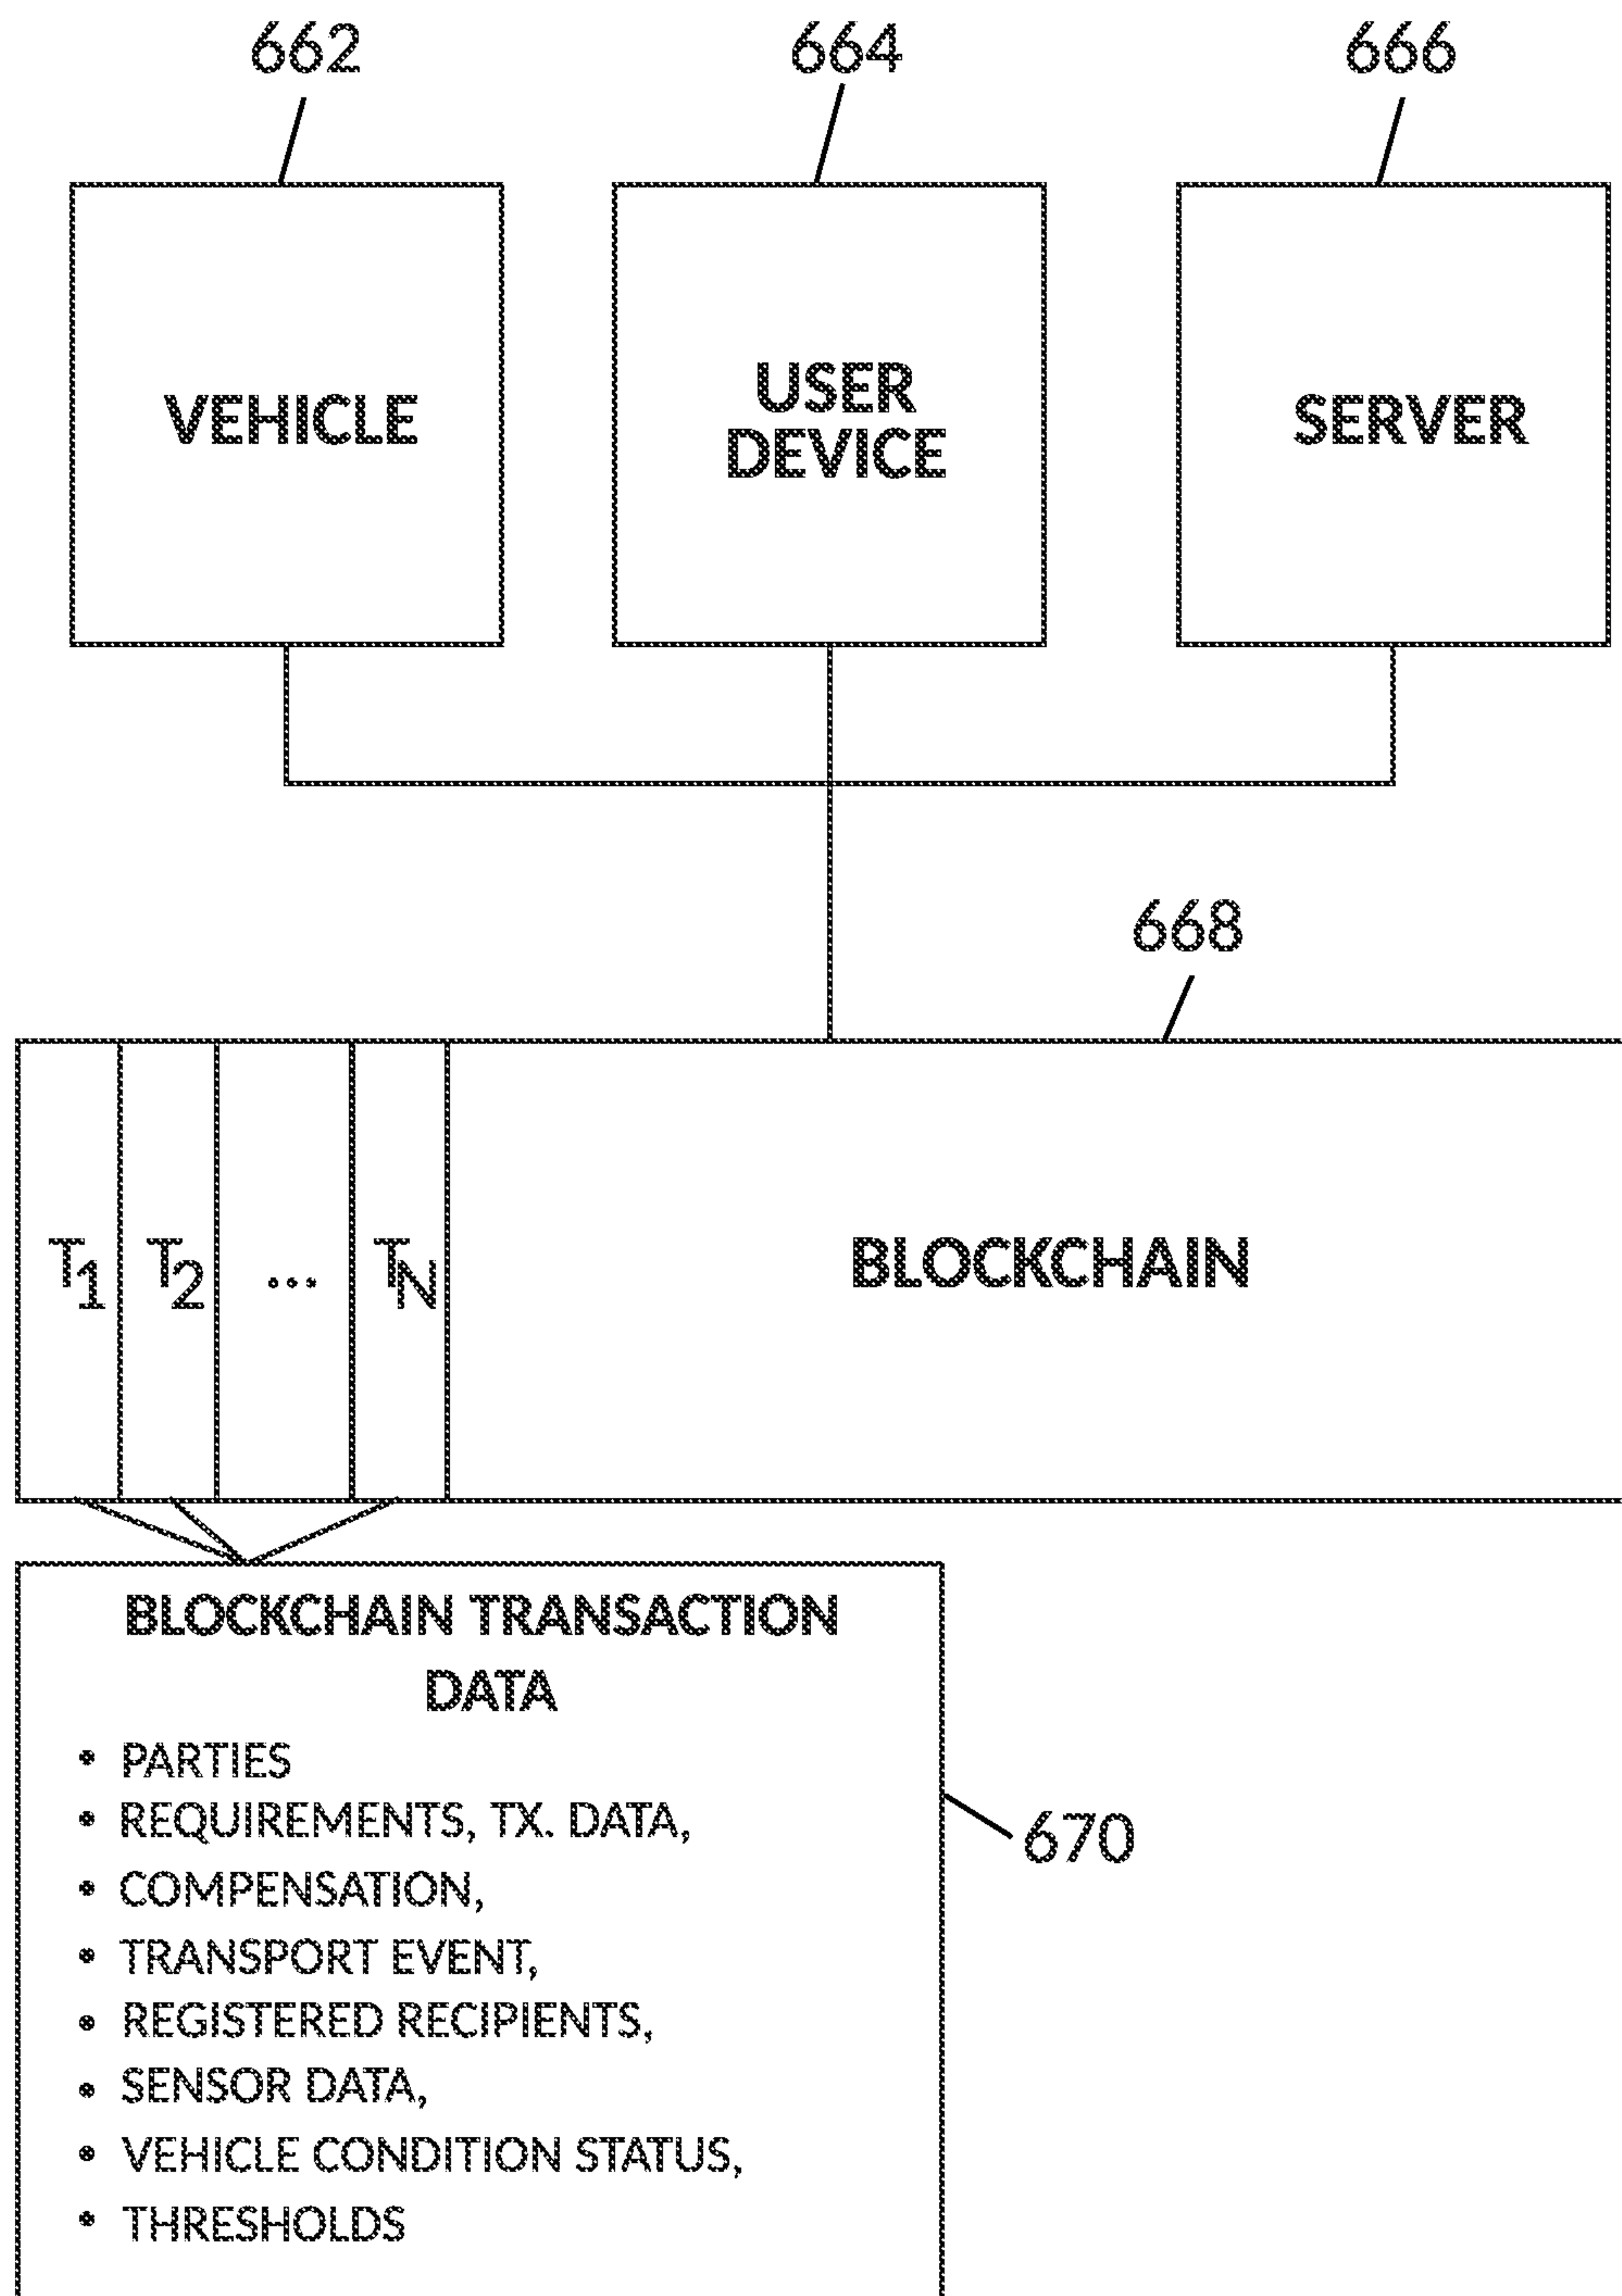 662 664 666
VEHICLE
USER
DEVICE
SERVER
668
T1 T2 ... TN BLOCKCHAIN
BLOCKCHAIN TRANSACTION
DATA
• PARTIES
• REQUIREMENTS, TX. DATA,
• COMPENSATION,
• TRANSPORT EVENT,
• REGISTERED RECIPIENTS,
• SENSOR DATA,
• VEHICLE CONDITION STATUS,
• THRESHOLDS
670